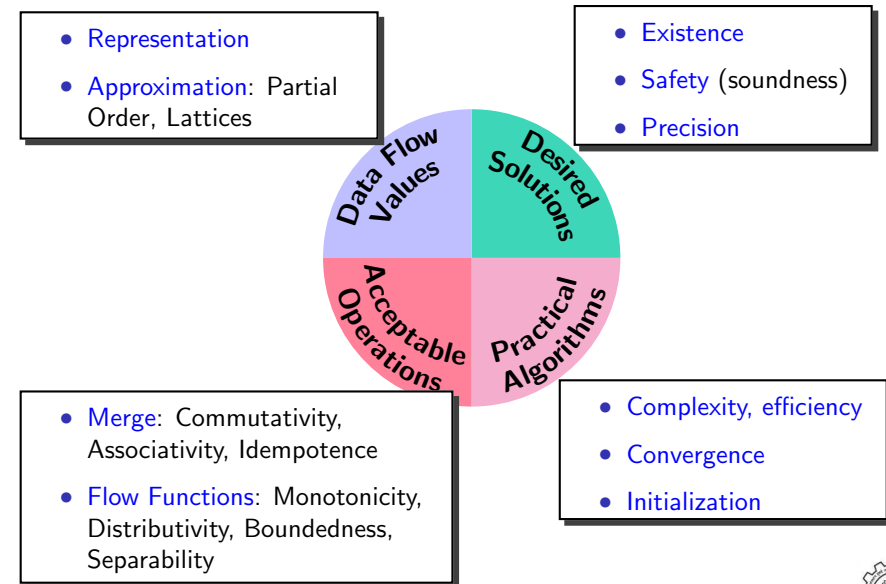 • Representation
• Approximation: Partial
Order, Lattices
• Existence
• Safety (soundness)
• Precision
Data Flow
Values
Desired
Solutions
Acceptable
Operations
Practical
Algorithms
• Merge: Commutativity,
Associativity, Idempotence
• Flow Functions: Monotonicity,
Distributivity, Boundedness,
Separability
• Complexity, efficiency
• Convergence
• Initialization